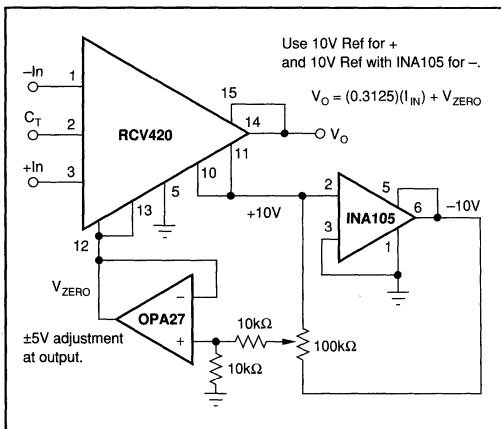 Use 10V Ref for +
and 10V Ref with INA105 for –.
V_O = (0.3125)(I_IN) + V_ZERO
–In
1
C_T
2
+In
3
RCV420
15
14
V_O
11
10
5
13
12
+10V
2
3
INA105
5
6
1
–10V
V_ZERO
±5V adjustment
at output.
OPA27
–
+
10kΩ
10kΩ
100kΩ